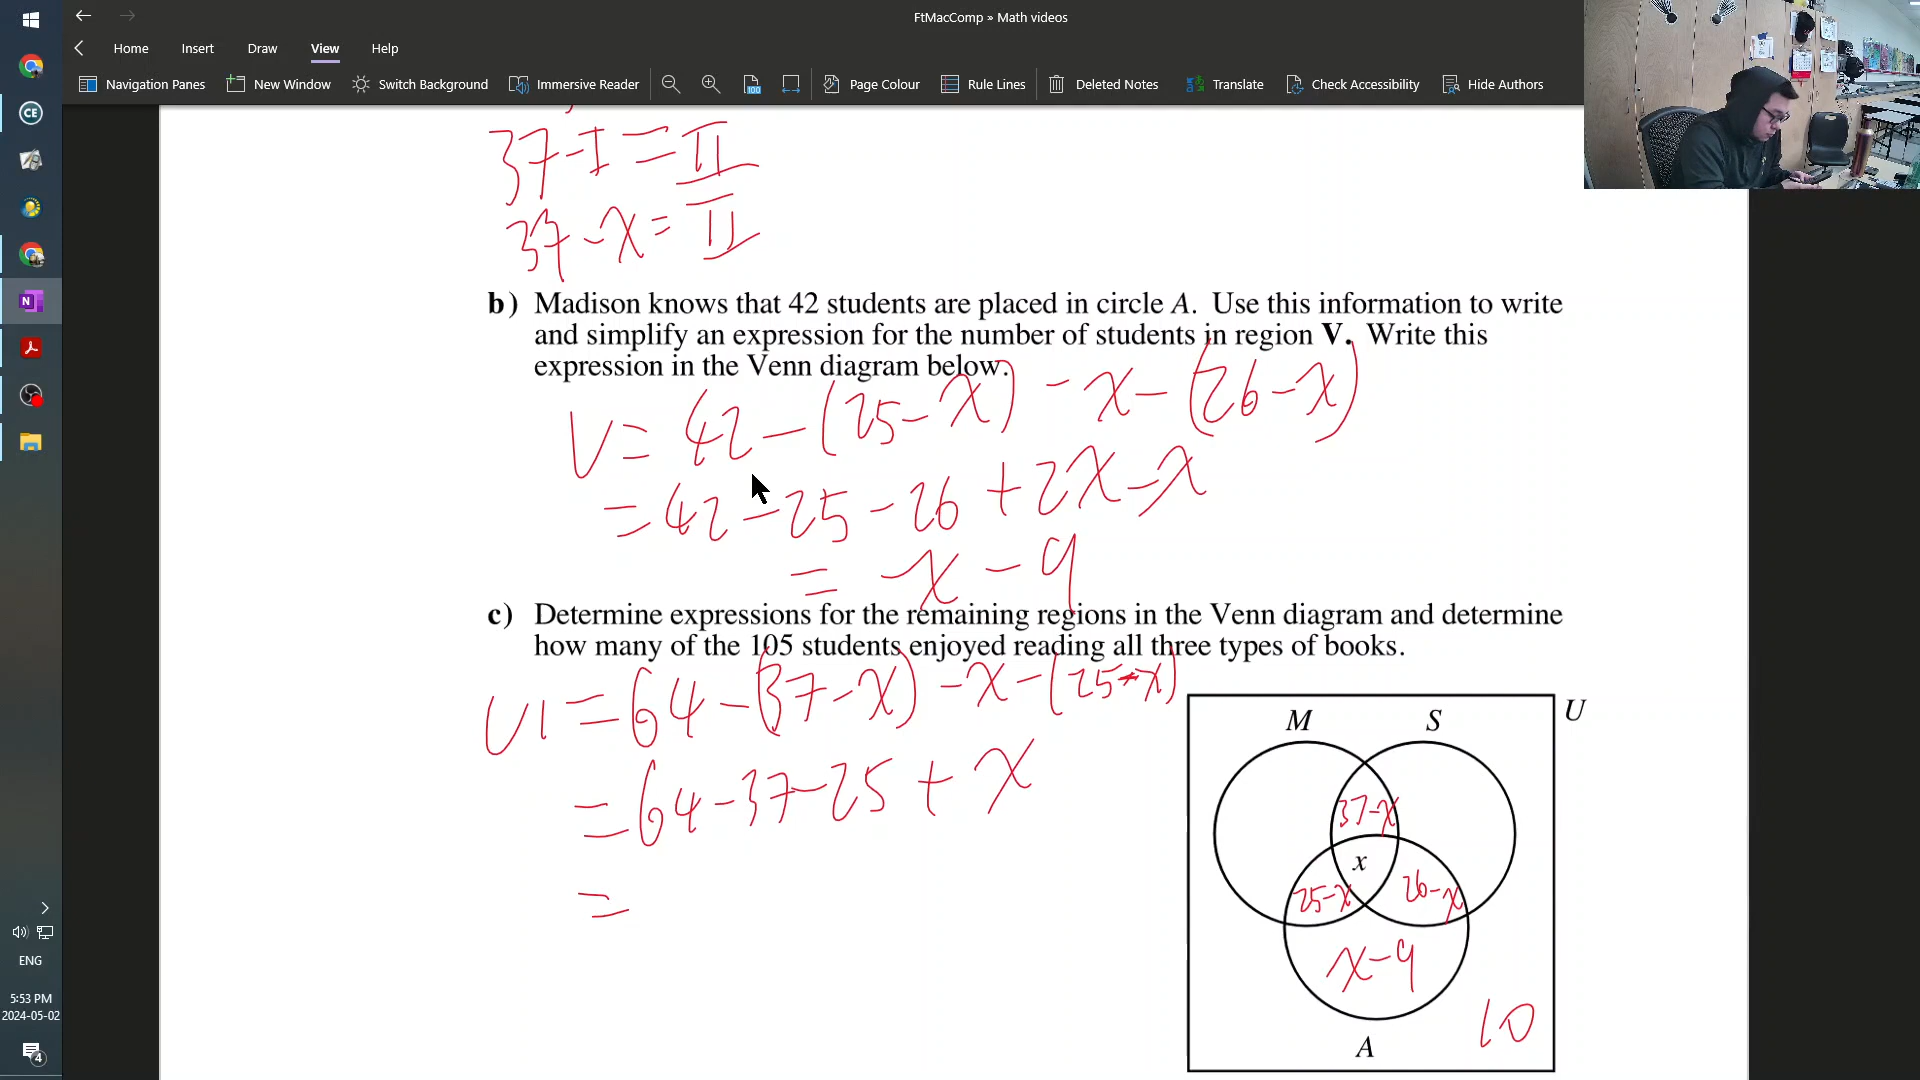 FtMacComp » Math videos
Home Insert Draw View Help
Navigation Panes New Window Switch Background Immersive Reader 100 Page Colour Rule Lines Deleted Notes Translate Check Accessibility Hide Authors
37-I=II
37-x=II
b) Madison knows that 42 students are placed in circle A. Use this information to write
and simplify an expression for the number of students in region V. Write this
expression in the Venn diagram below.
V=42-(25-x)-x-(26-x)
=42-25-26+2x-x
=x-9
c) Determine expressions for the remaining regions in the Venn diagram and determine
how many of the 105 students enjoyed reading all three types of books.
VI=64-(37-x)-x-(25-x)
=64-37-25+x
=
M S U
37-x
x
25-x 26-x
x-9
10
A
CE
N
ENG
5:53 PM
2024-05-02
4